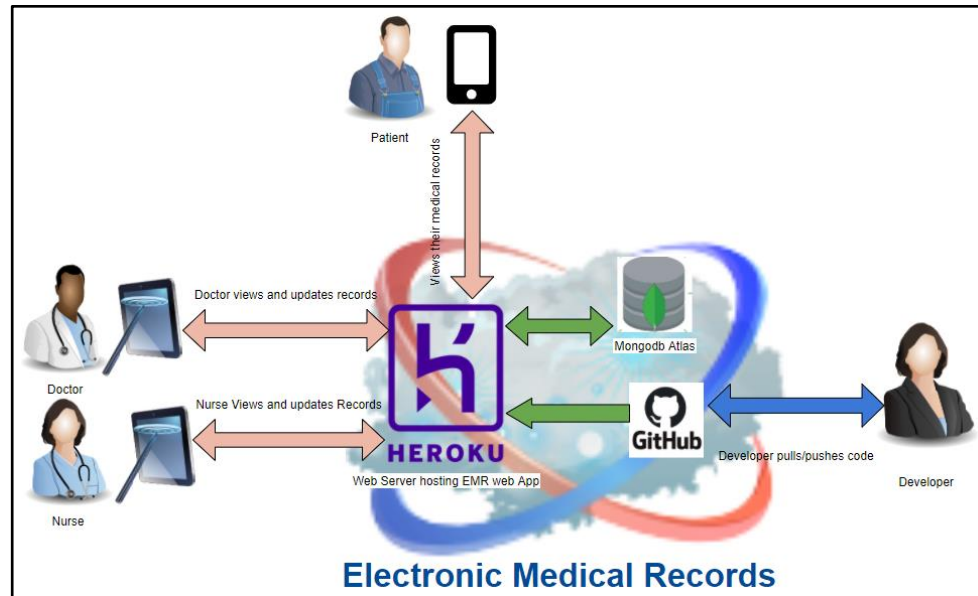 Patient
Views their medical records
Doctor views and updates records
Mongodb Atlas
Doctor
Nurse Views and updates Records
HEROKU
GitHub
Web Server hosting EMR web App
Developer pulls/pushes code
Developer
Nurse
Electronic Medical Records